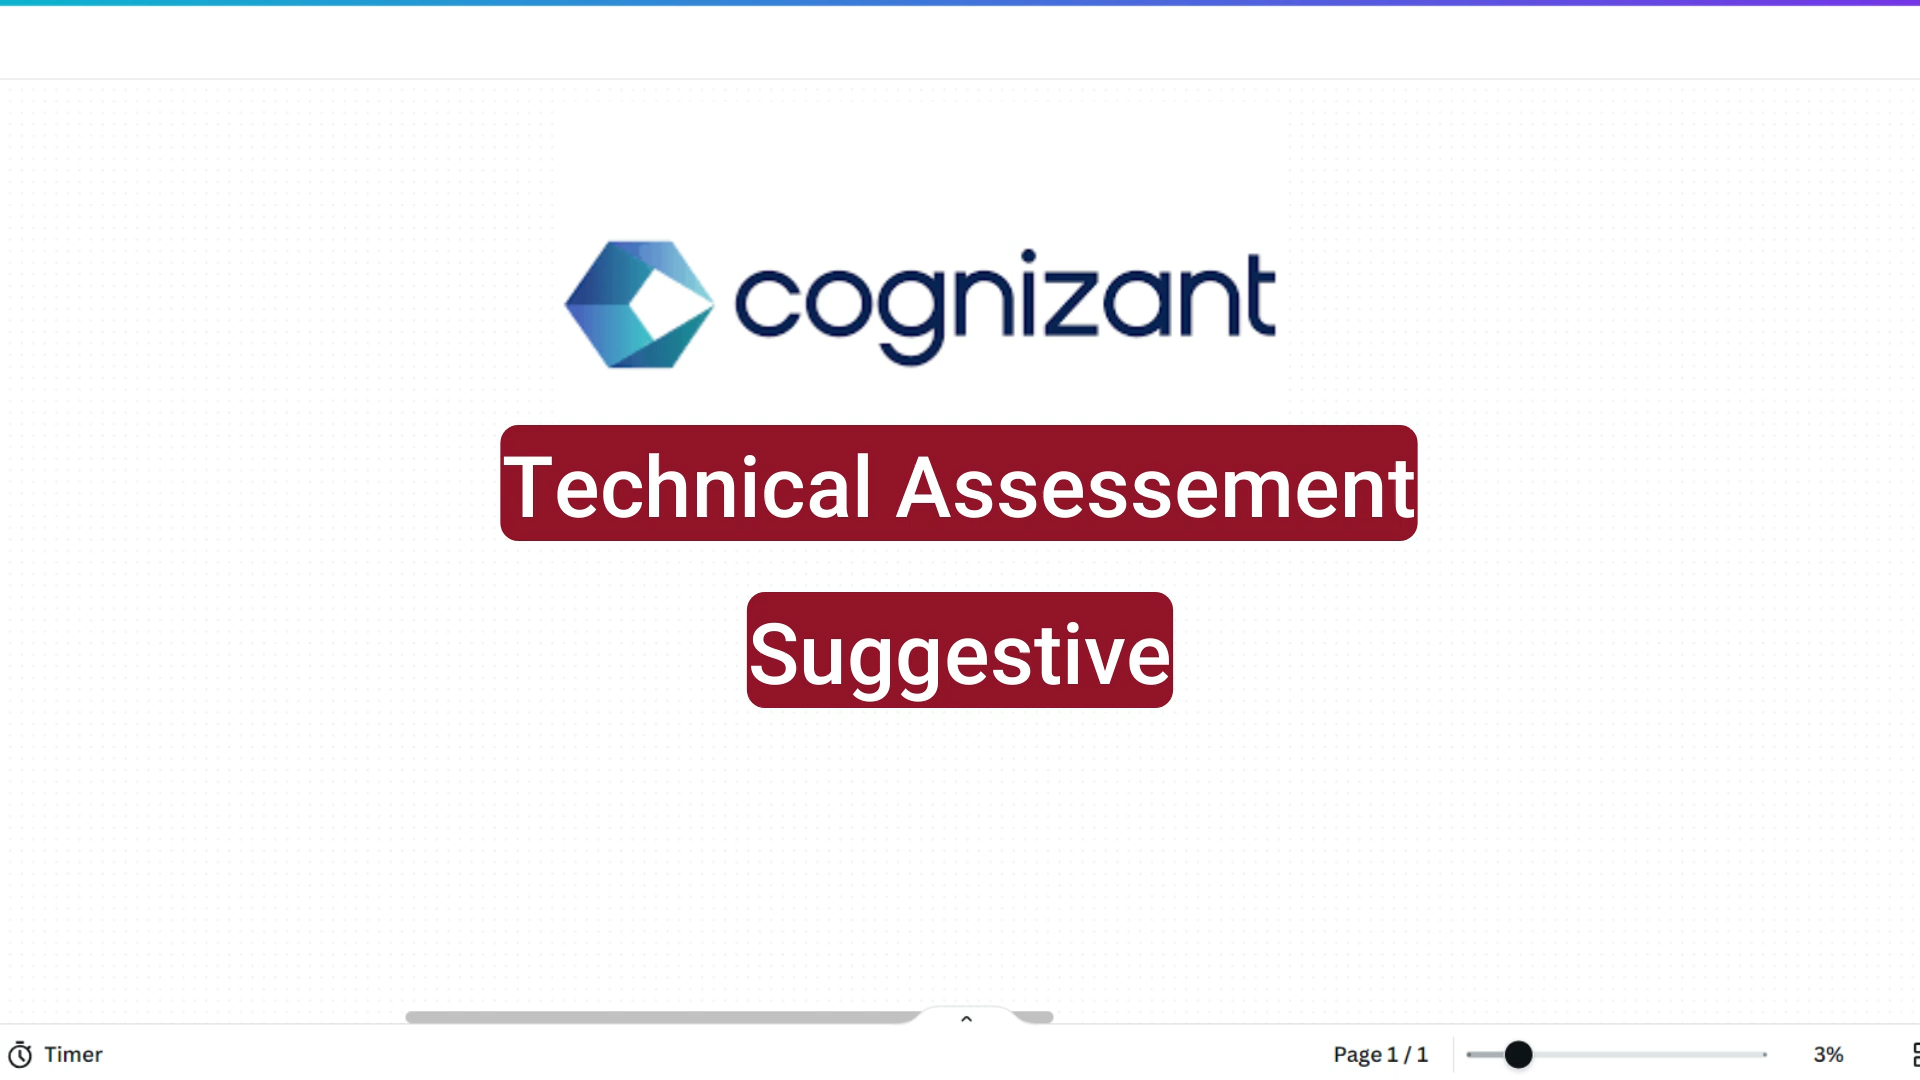 cognizant
Technical Assessement
Suggestive
Timer
Page 1 / 1
3%